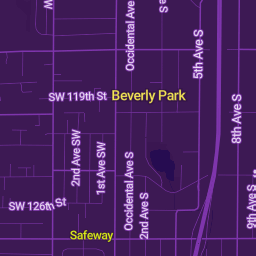 Occidental Ave S
5th Ave S
SW 119th St
Beverly Park
8th Ave S
2nd Ave SW
1st Ave SW
Occidental Ave S
2nd Ave S
9th Ave S
SW 126th St
Safeway